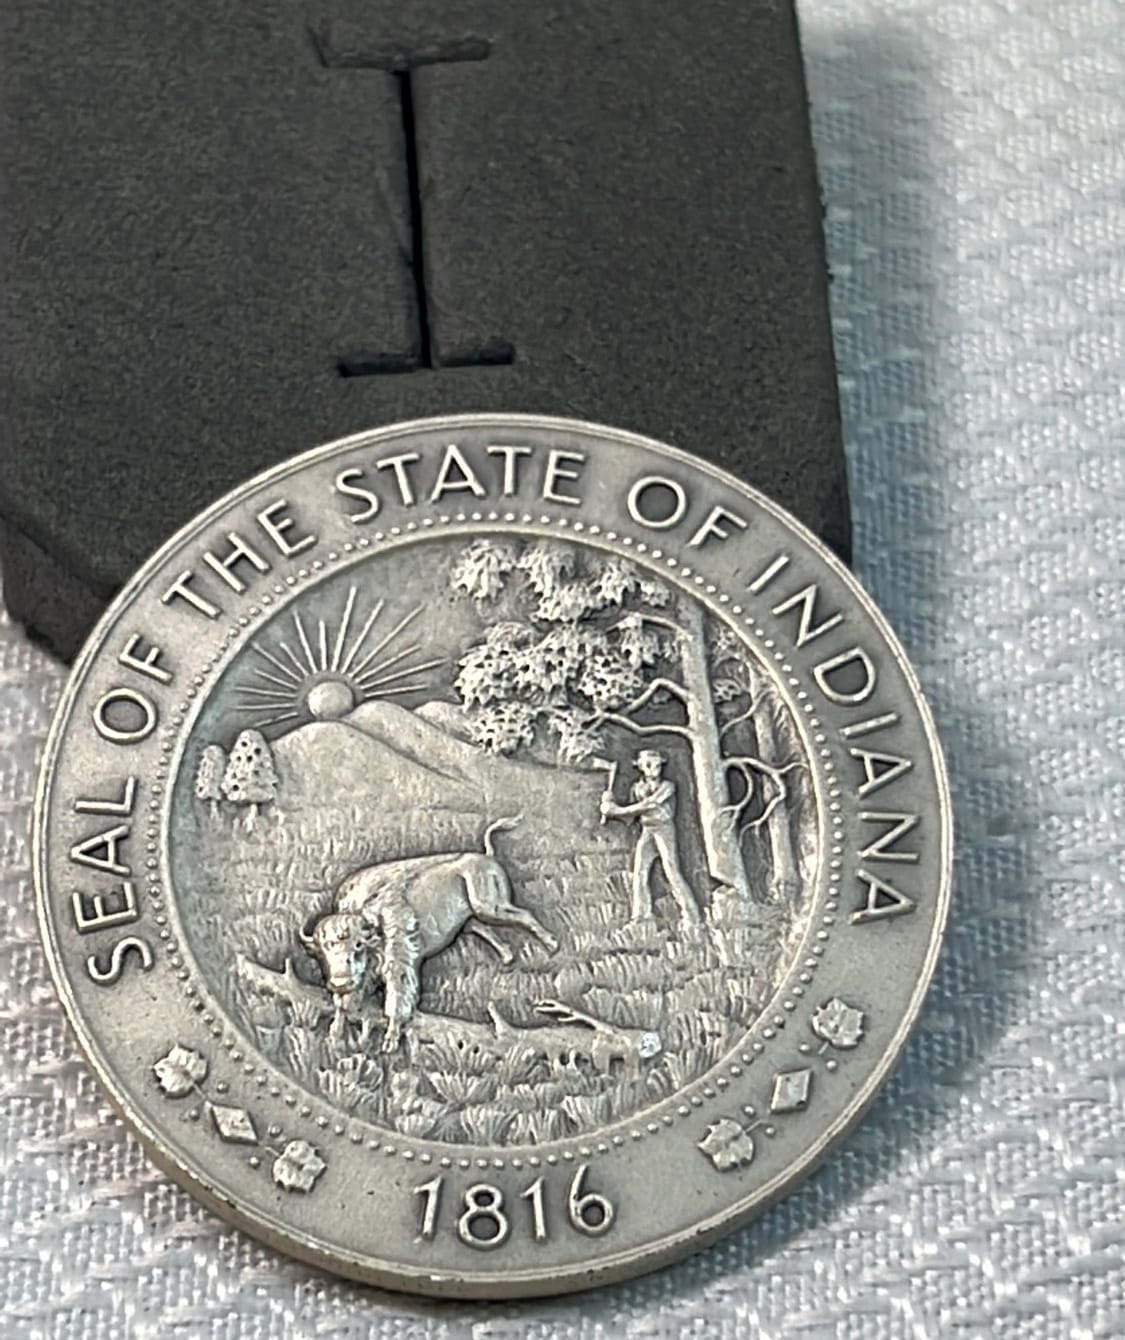 SEAL OF THE STATE OF INDIANA
1816